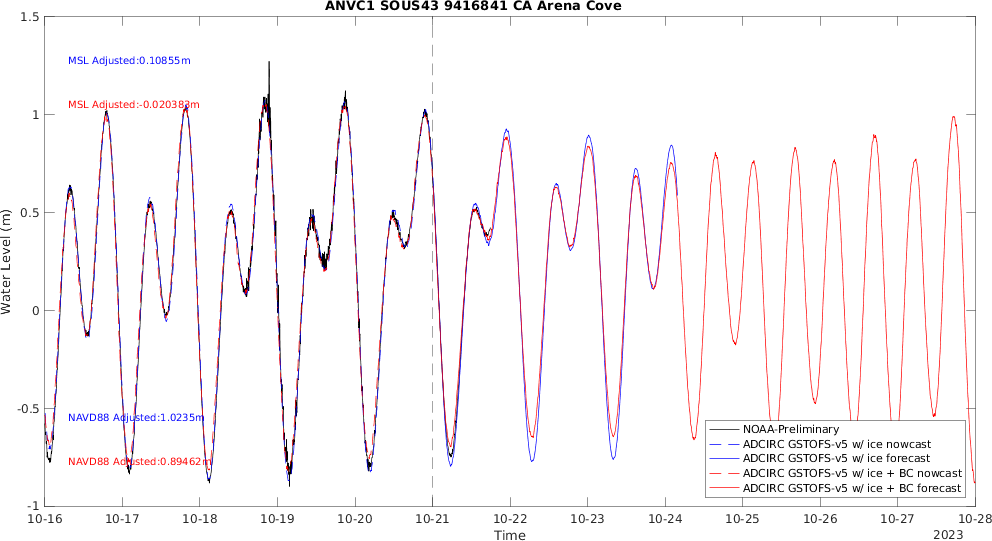 ANVC1 SOUS43 9416841 CA Arena Cove
1.5
MSL Adjusted:0.10855m
MSL Adjusted:-0.020383m
1
0.5
Water Level (m)
0
-0.5
NAVD88 Adjusted:1.0235m
NAVD88 Adjusted:0.89462m
NOAA-Preliminary
ADCIRC GSTOFS-v5 w/ ice nowcast
ADCIRC GSTOFS-v5 w/ ice forecast
ADCIRC GSTOFS-v5 w/ ice + BC nowcast
ADCIRC GSTOFS-v5 w/ ice + BC forecast
-1
10-16 10-17 10-18 10-19 10-20 10-21 10-22 10-23 10-24 10-25 10-26 10-27 10-28
Time
2023